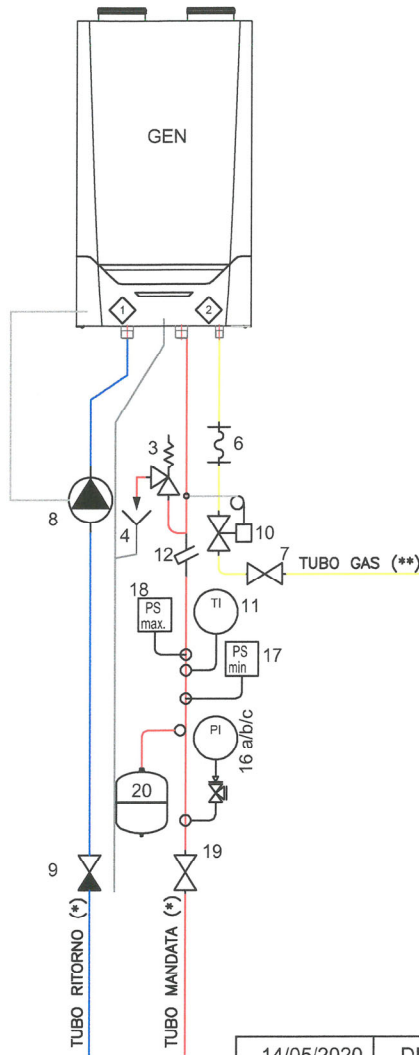 GEN
1
2
3
6
8
4
10
12
7
TUBO GAS (**)
18
PS
max.
TI
11
PS
min
17
PI
16 a/b/c
20
9
19
TUBO RITORNO (*)
TUBO MANDATA (*)
14/05/2020